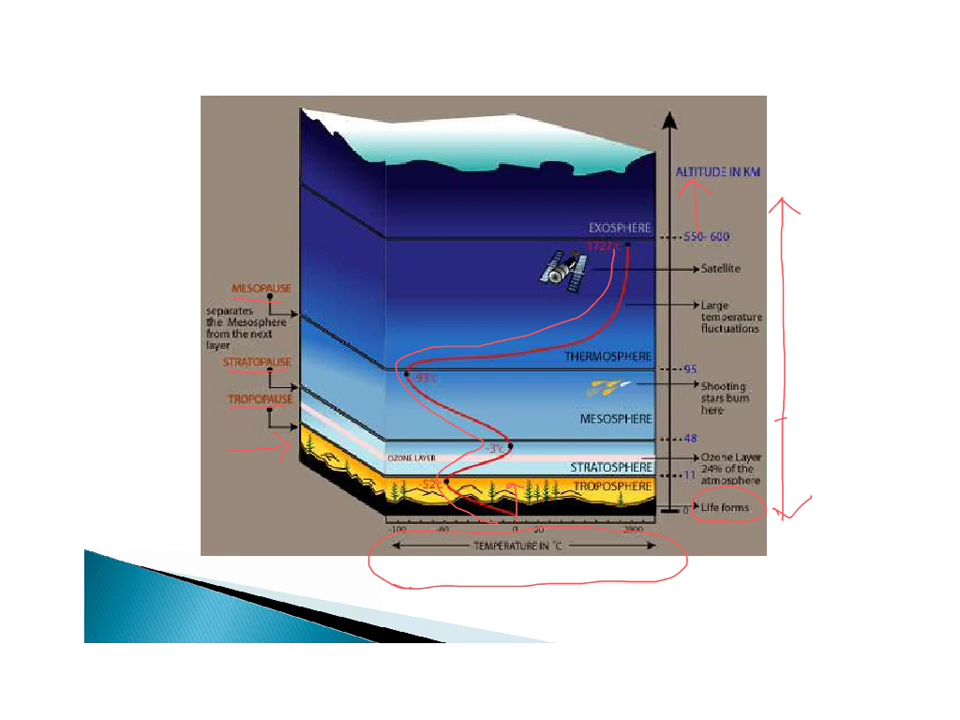 ALTITUDE IN KM
EXOSPHERE
550- 600
1727°C
Satellite
MESOPAUSE
separates
the Mesosphere
from the next
layer
Large
temperature
fluctuations
THERMOSPHERE
STRATOPAUSE
95
-93°C
Shooting
stars burn
here
TROPOPAUSE
MESOSPHERE
48
-3°C
OZONE LAYER
Ozone Layer
24% of the
atmosphere
STRATOSPHERE
11
-52°C
TROPOSPHERE
0
Life forms
-100 -60 0 20 2000
TEMPERATURE IN °C